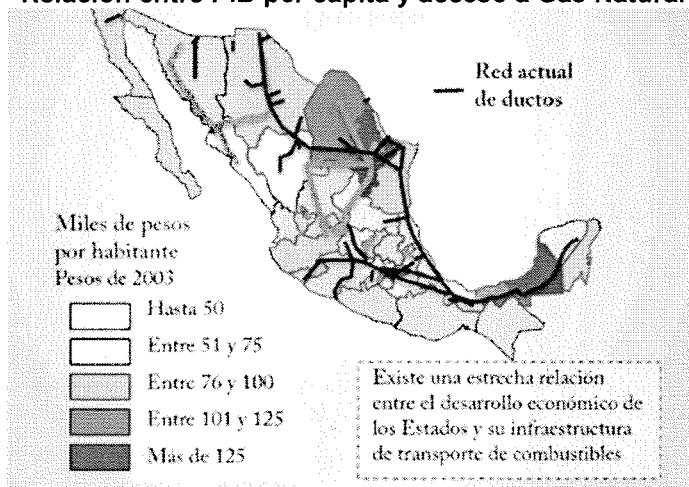 Relación entre PIB per cápita y acceso a Gas Natural
Red actual
de ductos
Miles de pesos
por habitante
Pesos de 2003
Hasta 50
Entre 51 y 75
Entre 76 y 100
Entre 101 y 125
Más de 125
Existe una estrecha relación
entre el desarrollo económico de
los Estados y su infraestructura
de transporte de combustibles